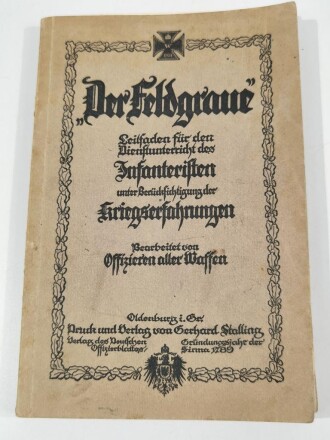 „Der Feldgraue“
Leitfaden für den
Dienstunterricht des
Infanteristen
unter Berücksichtigung der
Kriegserfahrungen
Bearbeitet von
Offizieren aller Waffen
Oldenburg i. Gr.
Druck und Verlag von Gerhard Stalling
Verlag des Deutschen Gründungsjahr der
Offizierblattes Firma 1789